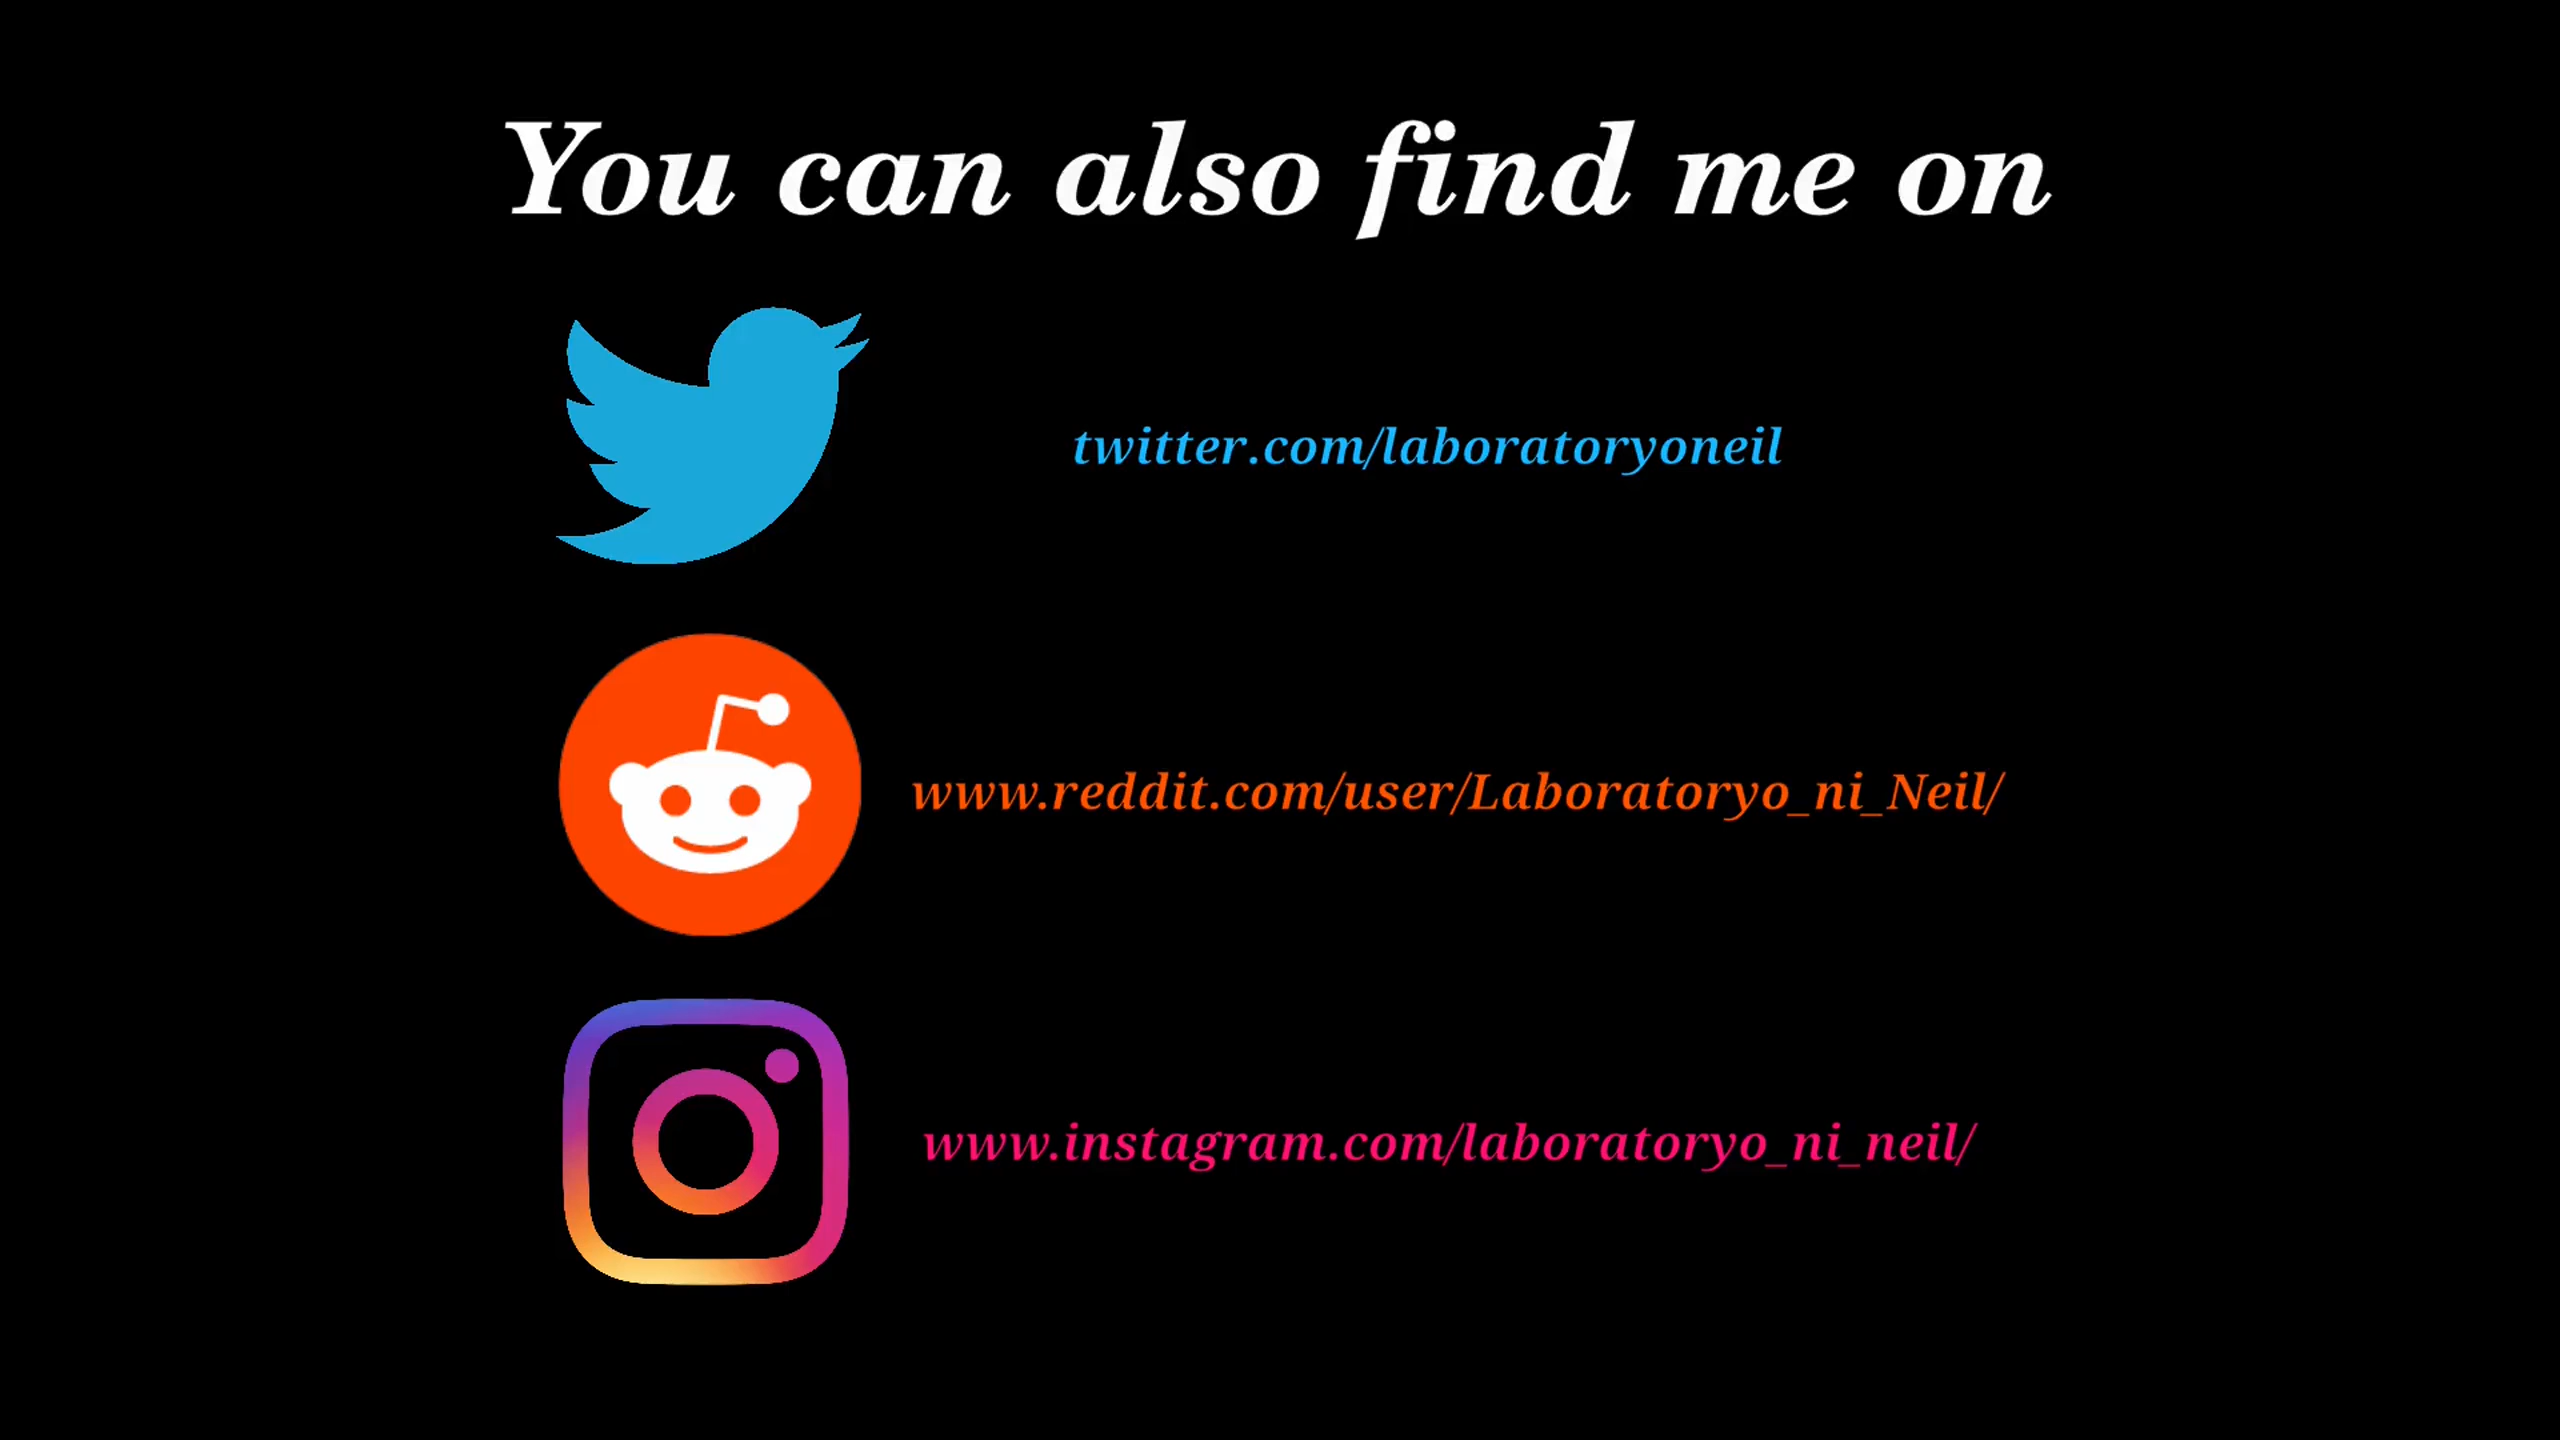 You can also find me on
twitter.com/laboratoryoneil
www.reddit.com/user/Laboratoryo_ni_Neil/
www.instagram.com/laboratoryo_ni_neil/